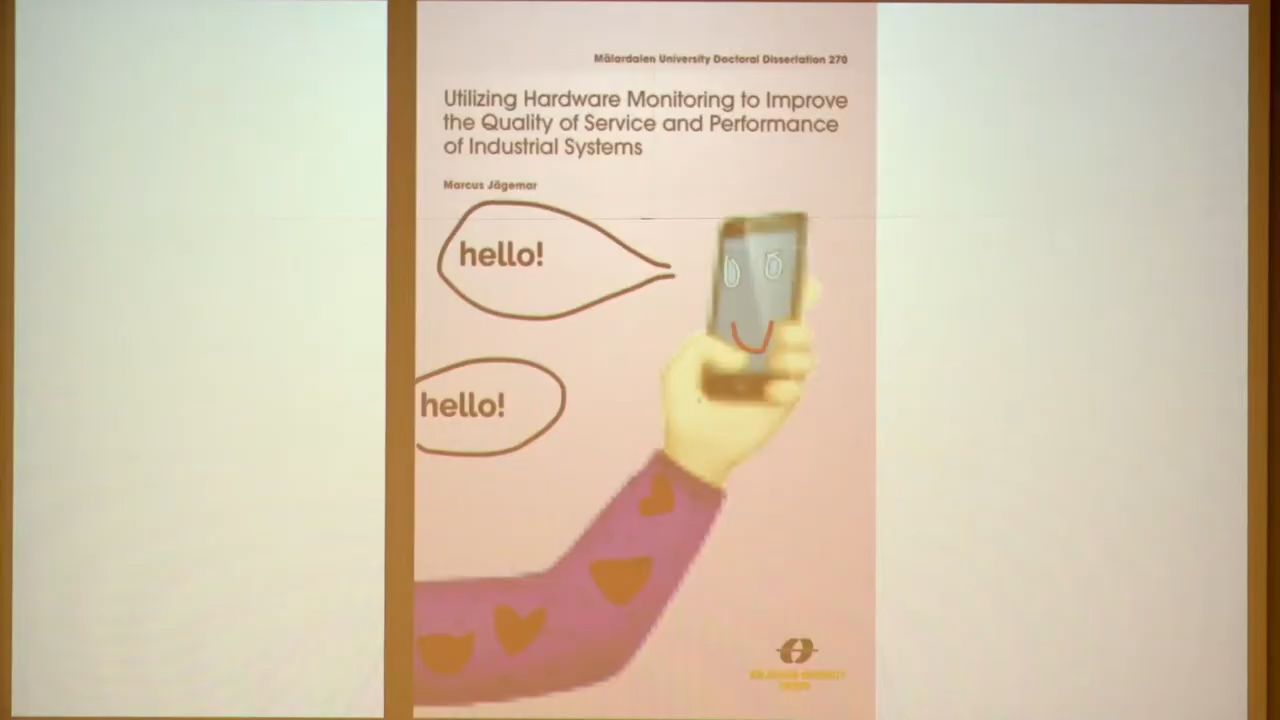 Mälardalen University Doctoral Dissertation 270
Utilizing Hardware Monitoring to Improve
the Quality of Service and Performance
of Industrial Systems
Marcus Jägemar
hello!
hello!